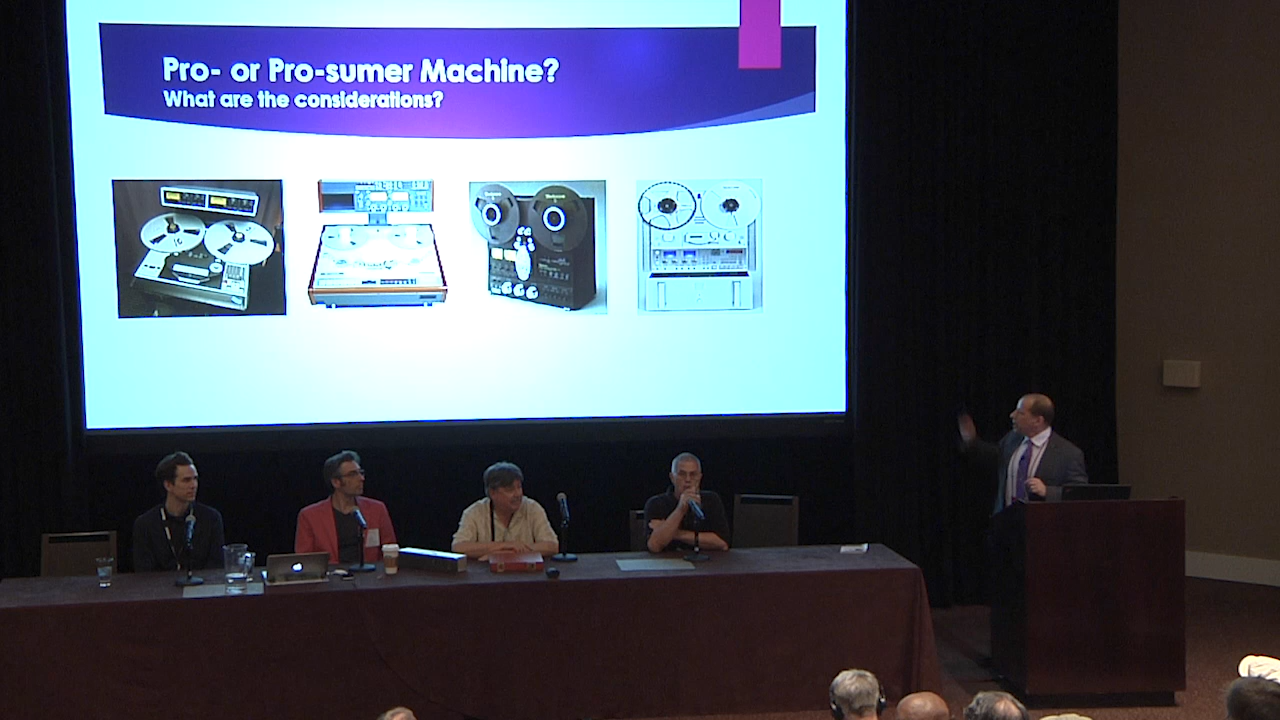 Pro- or Pro-sumer Machine?
What are the considerations?